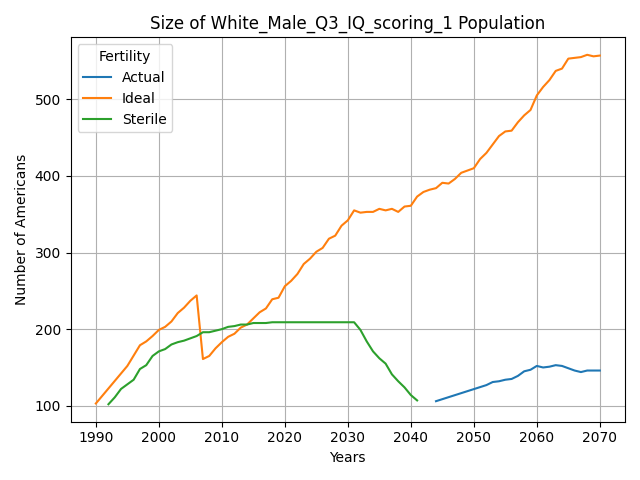 Size of White_Male_Q3_IQ_scoring_1 Population
Fertility
Actual
Ideal
Sterile
Number of Americans
500
400
300
200
100
1990 2000 2010 2020 2030 2040 2050 2060 2070
Years